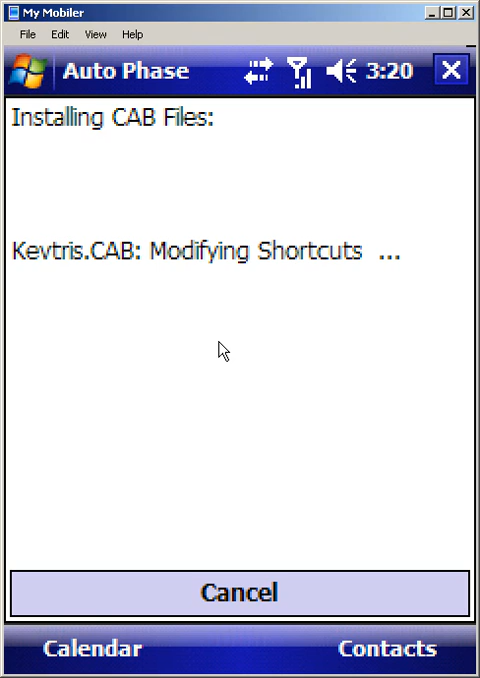 My Mobiler
File Edit View Help
Auto Phase 3:20
Installing CAB Files:
Kevtris.CAB: Modifying Shortcuts ...
Cancel
Calendar Contacts